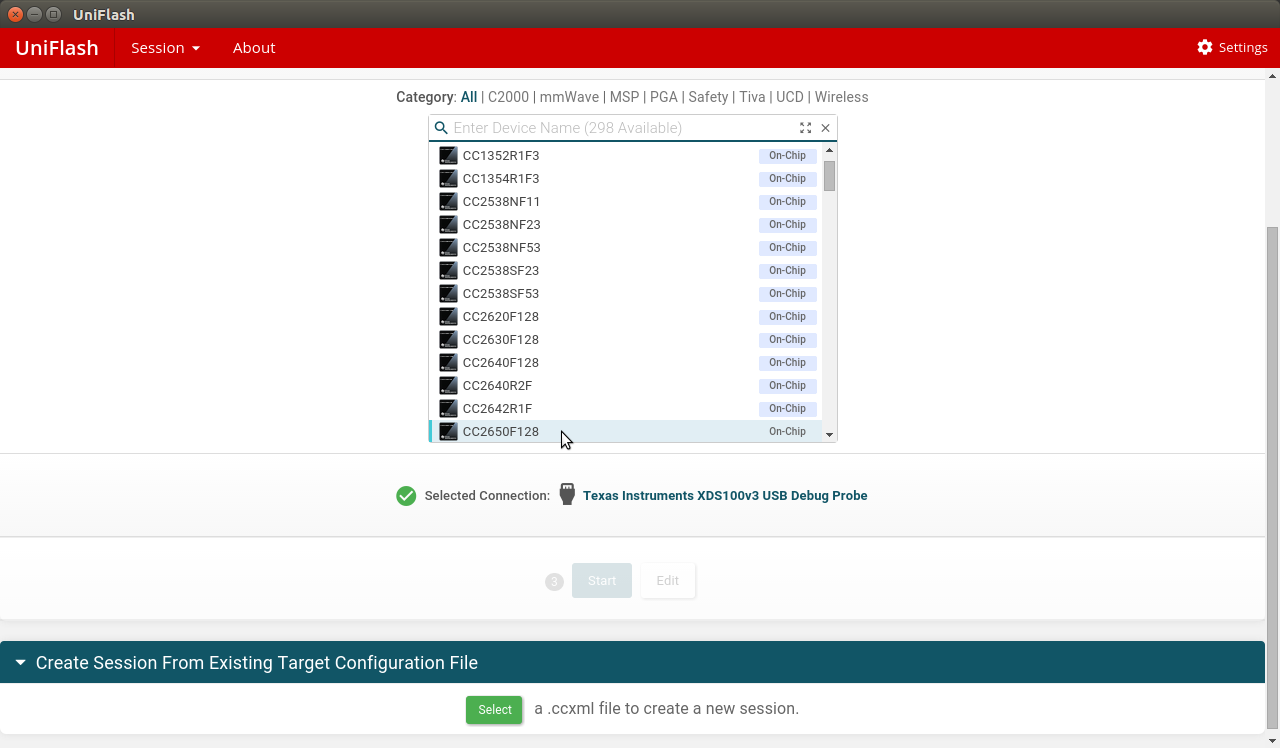 UniFlash
UniFlash Session About Settings
Category: All | C2000 | mmWave | MSP | PGA | Safety | Tiva | UCD | Wireless
Enter Device Name (298 Available)
CC1352R1F3 On-Chip
CC1354R1F3 On-Chip
CC2538NF11 On-Chip
CC2538NF23 On-Chip
CC2538NF53 On-Chip
CC2538SF23 On-Chip
CC2538SF53 On-Chip
CC2620F128 On-Chip
CC2630F128 On-Chip
CC2640F128 On-Chip
CC2640R2F On-Chip
CC2642R1F On-Chip
CC2650F128 On-Chip
Selected Connection: Texas Instruments XDS100v3 USB Debug Probe
3 Start Edit
Create Session From Existing Target Configuration File
Select a .ccxml file to create a new session.